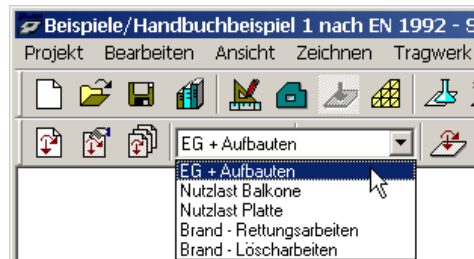 Beispiele/Handbuchbeispiel 1 nach EN 1992 - S
Projekt Bearbeiten Ansicht Zeichnen Tragwerk
EG + Aufbauten
EG + Aufbauten
Nutzlast Balkone
Nutzlast Platte
Brand - Rettungsarbeiten
Brand - Löscharbeiten